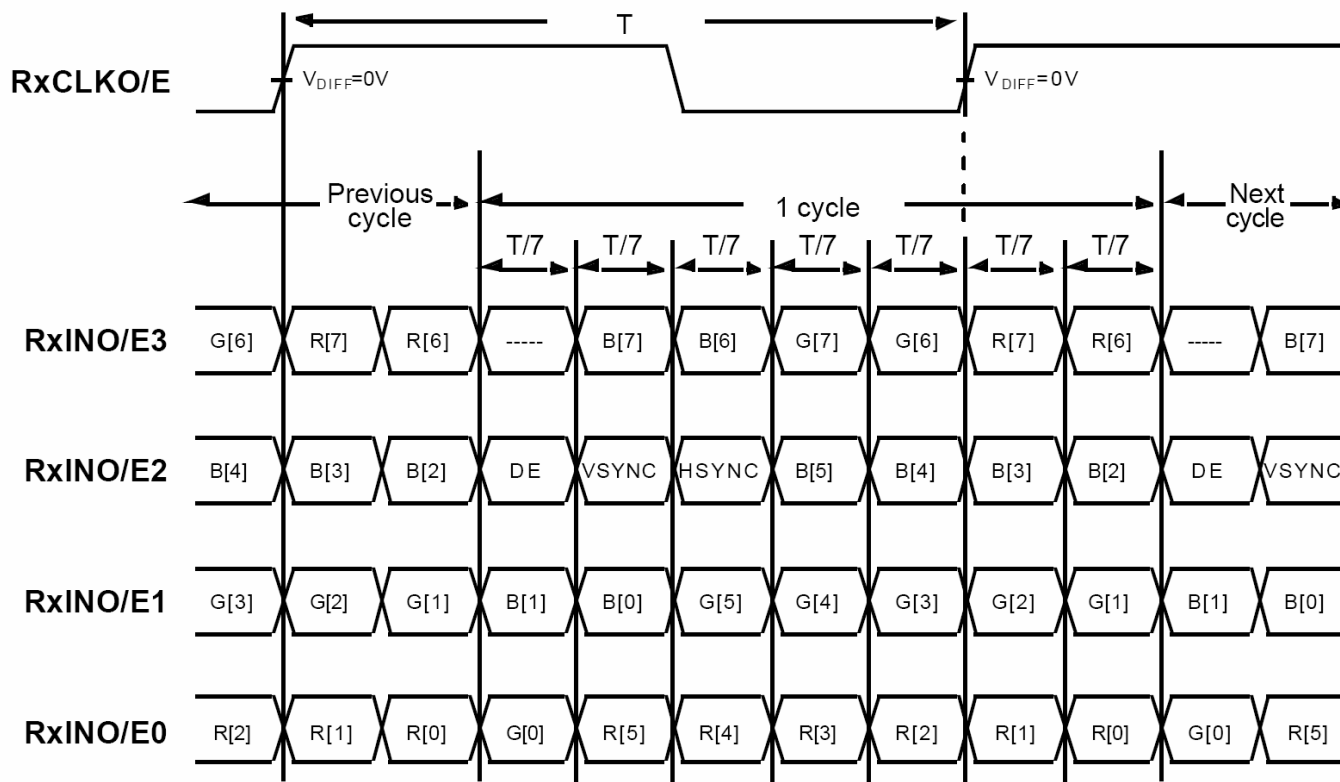 T
RxCLKO/E
VDIFF=0V
VDIFF=0V
Previous
cycle
1 cycle
Next
cycle
T/7 T/7 T/7 T/7 T/7 T/7 T/7
RxINO/E3 G[6] R[7] R[6] ----- B[7] B[6] G[7] G[6] R[7] R[6] ----- B[7]
RxINO/E2 B[4] B[3] B[2] DE VSYNC HSYNC B[5] B[4] B[3] B[2] DE VSYNC
RxINO/E1 G[3] G[2] G[1] B[1] B[0] G[5] G[4] G[3] G[2] G[1] B[1] B[0]
RxINO/E0 R[2] R[1] R[0] G[0] R[5] R[4] R[3] R[2] R[1] R[0] G[0] R[5]